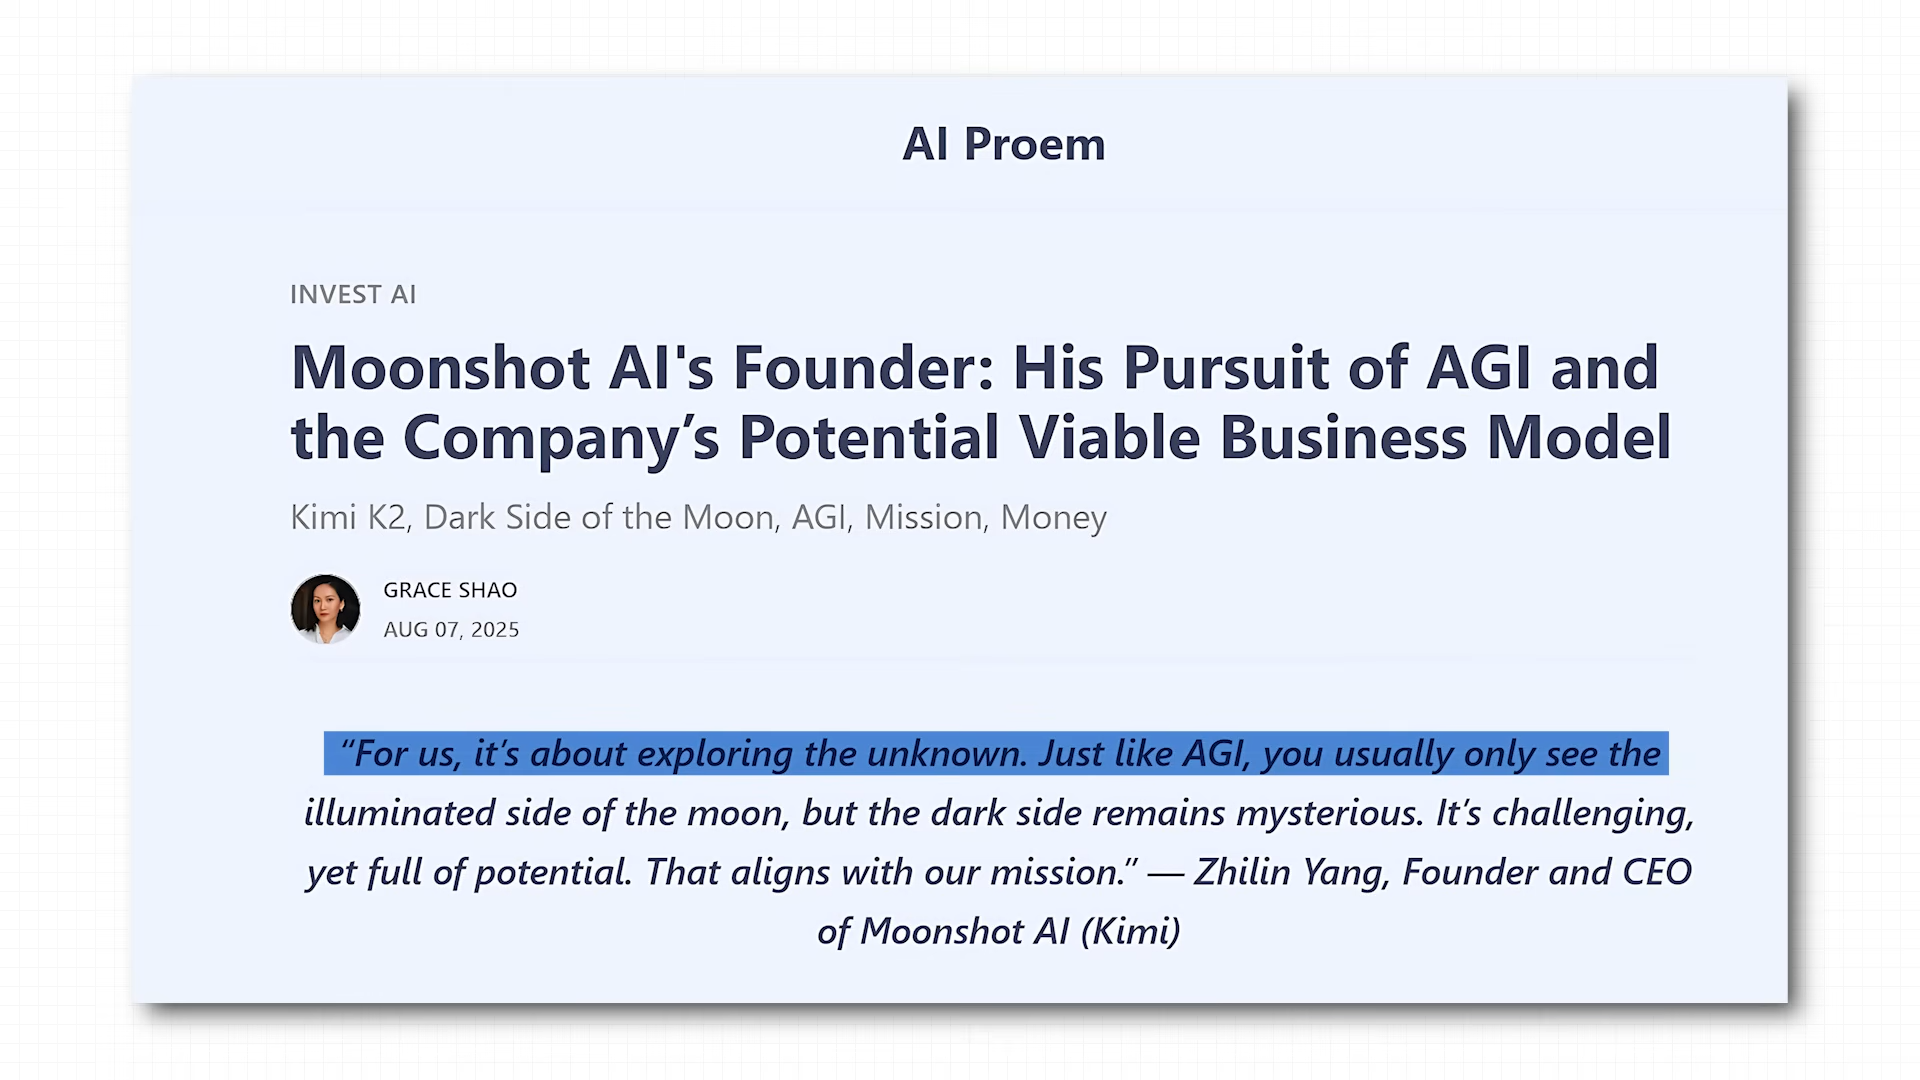 AI Proem
INVEST AI
Moonshot AI's Founder: His Pursuit of AGI and
the Company’s Potential Viable Business Model
Kimi K2, Dark Side of the Moon, AGI, Mission, Money
GRACE SHAO
AUG 07, 2025
“For us, it’s about exploring the unknown. Just like AGI, you usually only see the
illuminated side of the moon, but the dark side remains mysterious. It’s challenging,
yet full of potential. That aligns with our mission.” — Zhilin Yang, Founder and CEO
of Moonshot AI (Kimi)